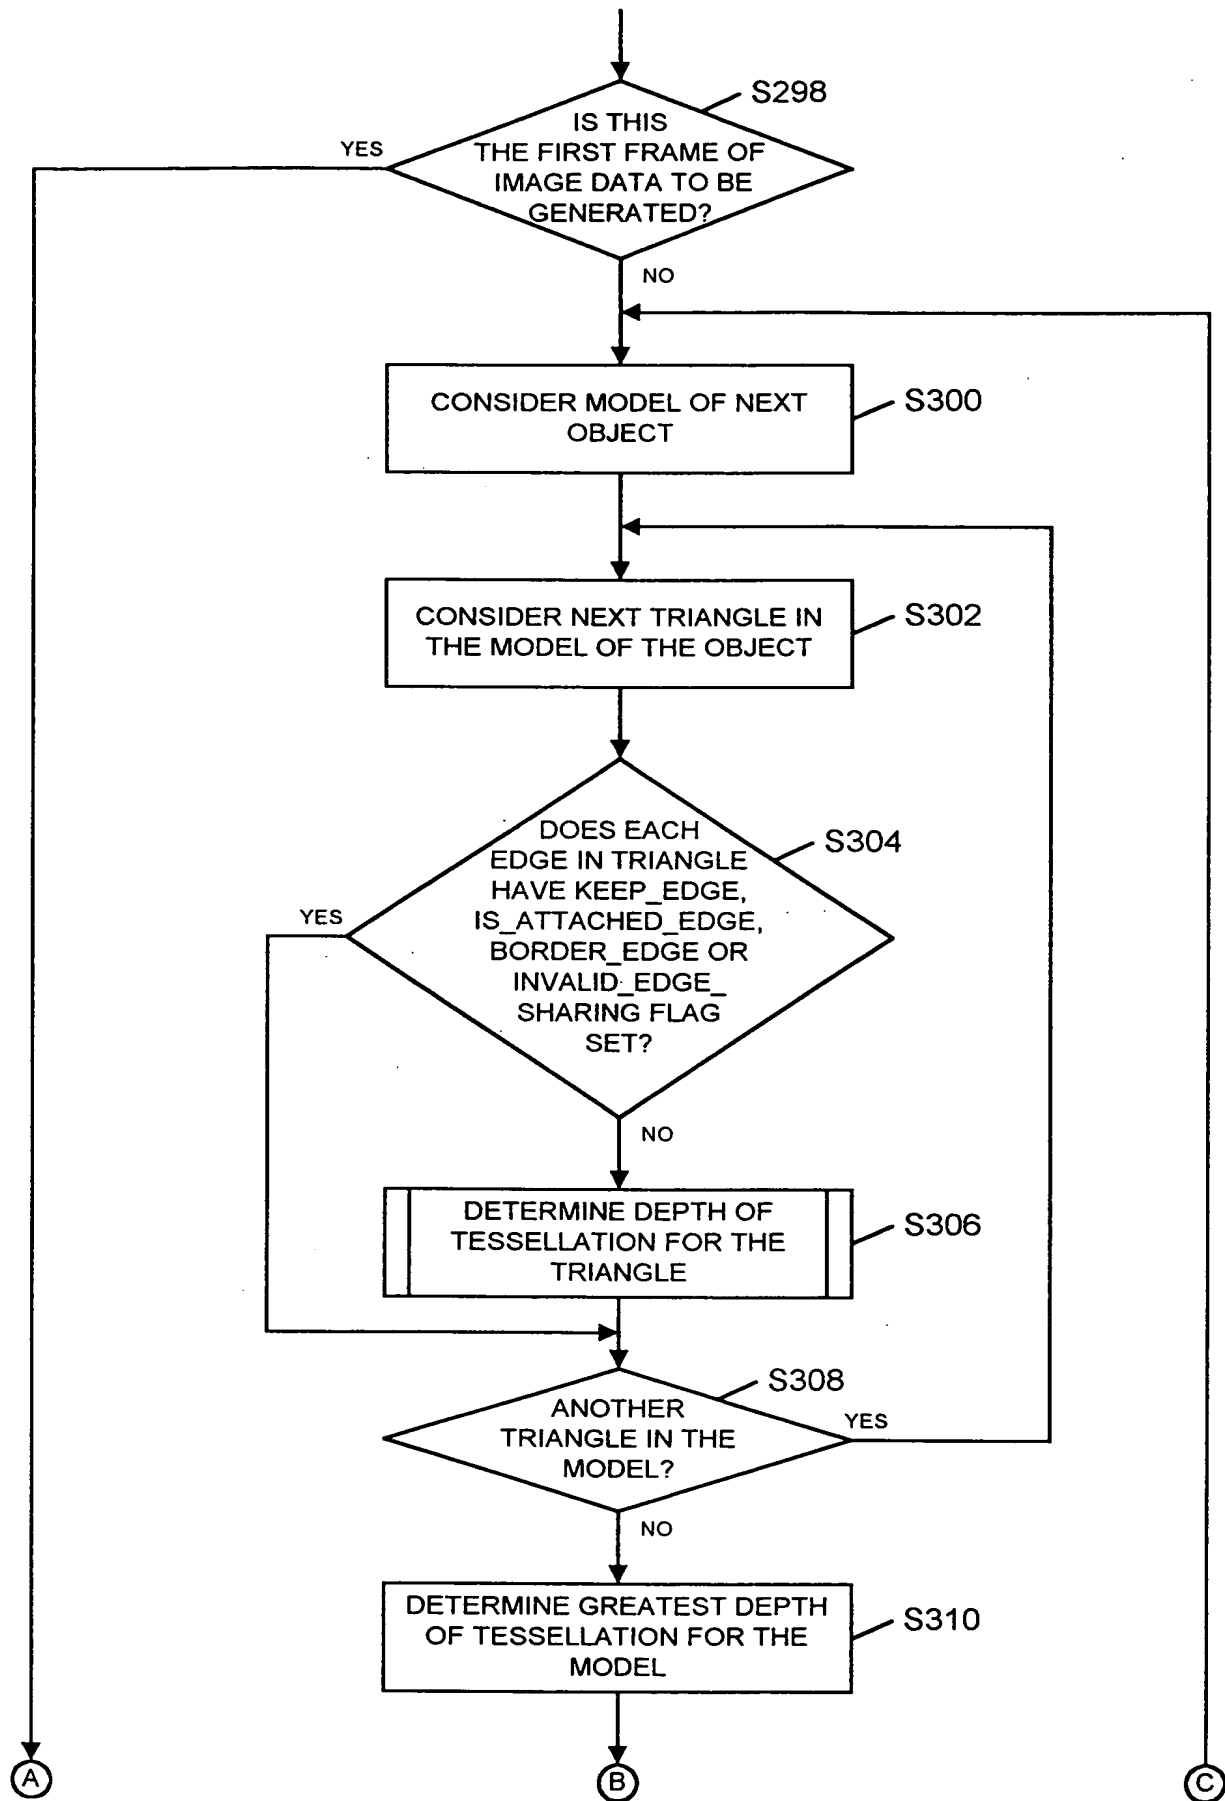 S298
IS THIS
THE FIRST FRAME OF
IMAGE DATA TO BE
GENERATED?
YES
NO
CONSIDER MODEL OF NEXT
OBJECT
S300
CONSIDER NEXT TRIANGLE IN
THE MODEL OF THE OBJECT
S302
DOES EACH
EDGE IN TRIANGLE
HAVE KEEP_EDGE,
IS_ATTACHED_EDGE,
BORDER_EDGE OR
INVALID_EDGE_
SHARING FLAG
SET?
S304
YES
NO
DETERMINE DEPTH OF
TESSELLATION FOR THE
TRIANGLE
S306
S308
ANOTHER
TRIANGLE IN THE
MODEL?
YES
NO
DETERMINE GREATEST DEPTH
OF TESSELLATION FOR THE
MODEL
S310
A
B
C